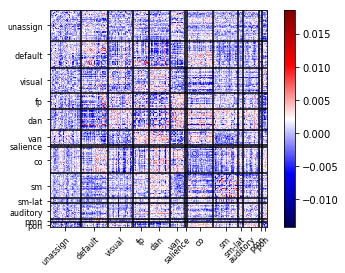 unassign
default
visual
fp
dan
van
salience
co
sm
sm-lat
auditory
pmn
pon
unassign
default
visual
fp
dan
van
salience
co
sm
sm-lat
auditory
0.015
0.010
0.005
0.000
−0.005
−0.010